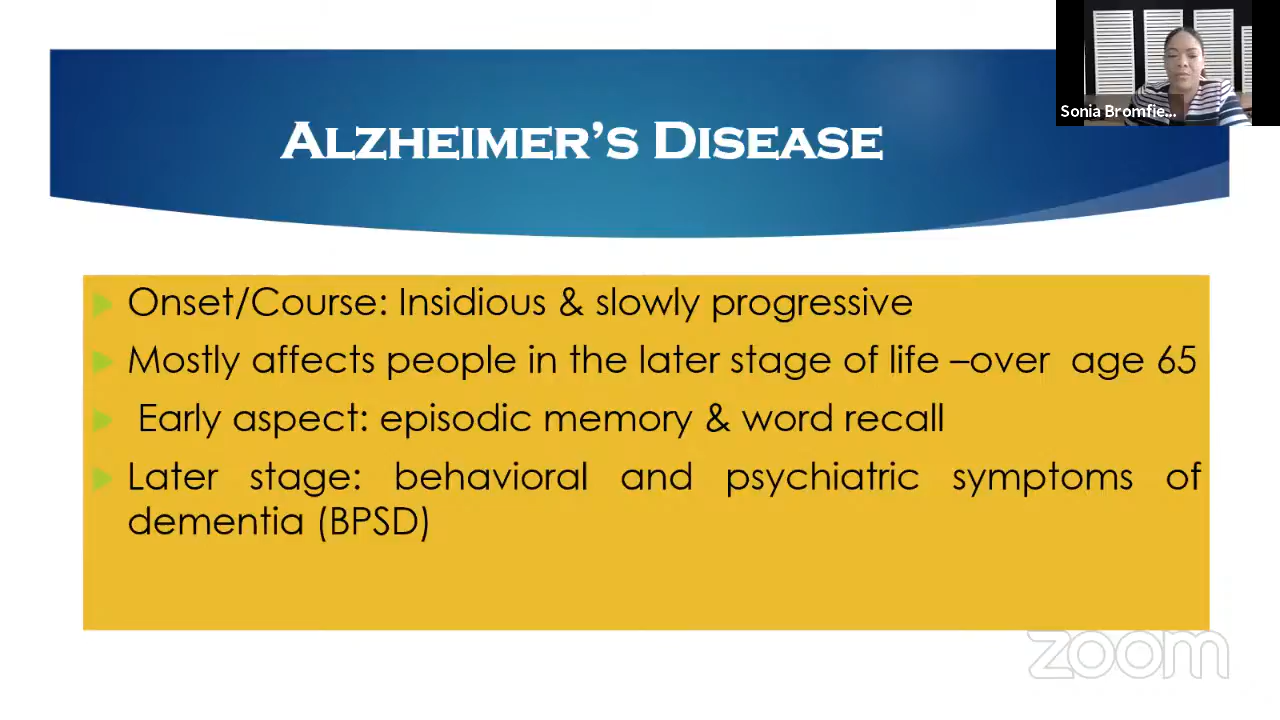 Sonia Bromfie...
ALZHEIMER'S DISEASE
Onset/Course: Insidious & slowly progressive
Mostly affects people in the later stage of life –over age 65
Early aspect: episodic memory & word recall
Later stage: behavioral and psychiatric symptoms of
dementia (BPSD)
zoom